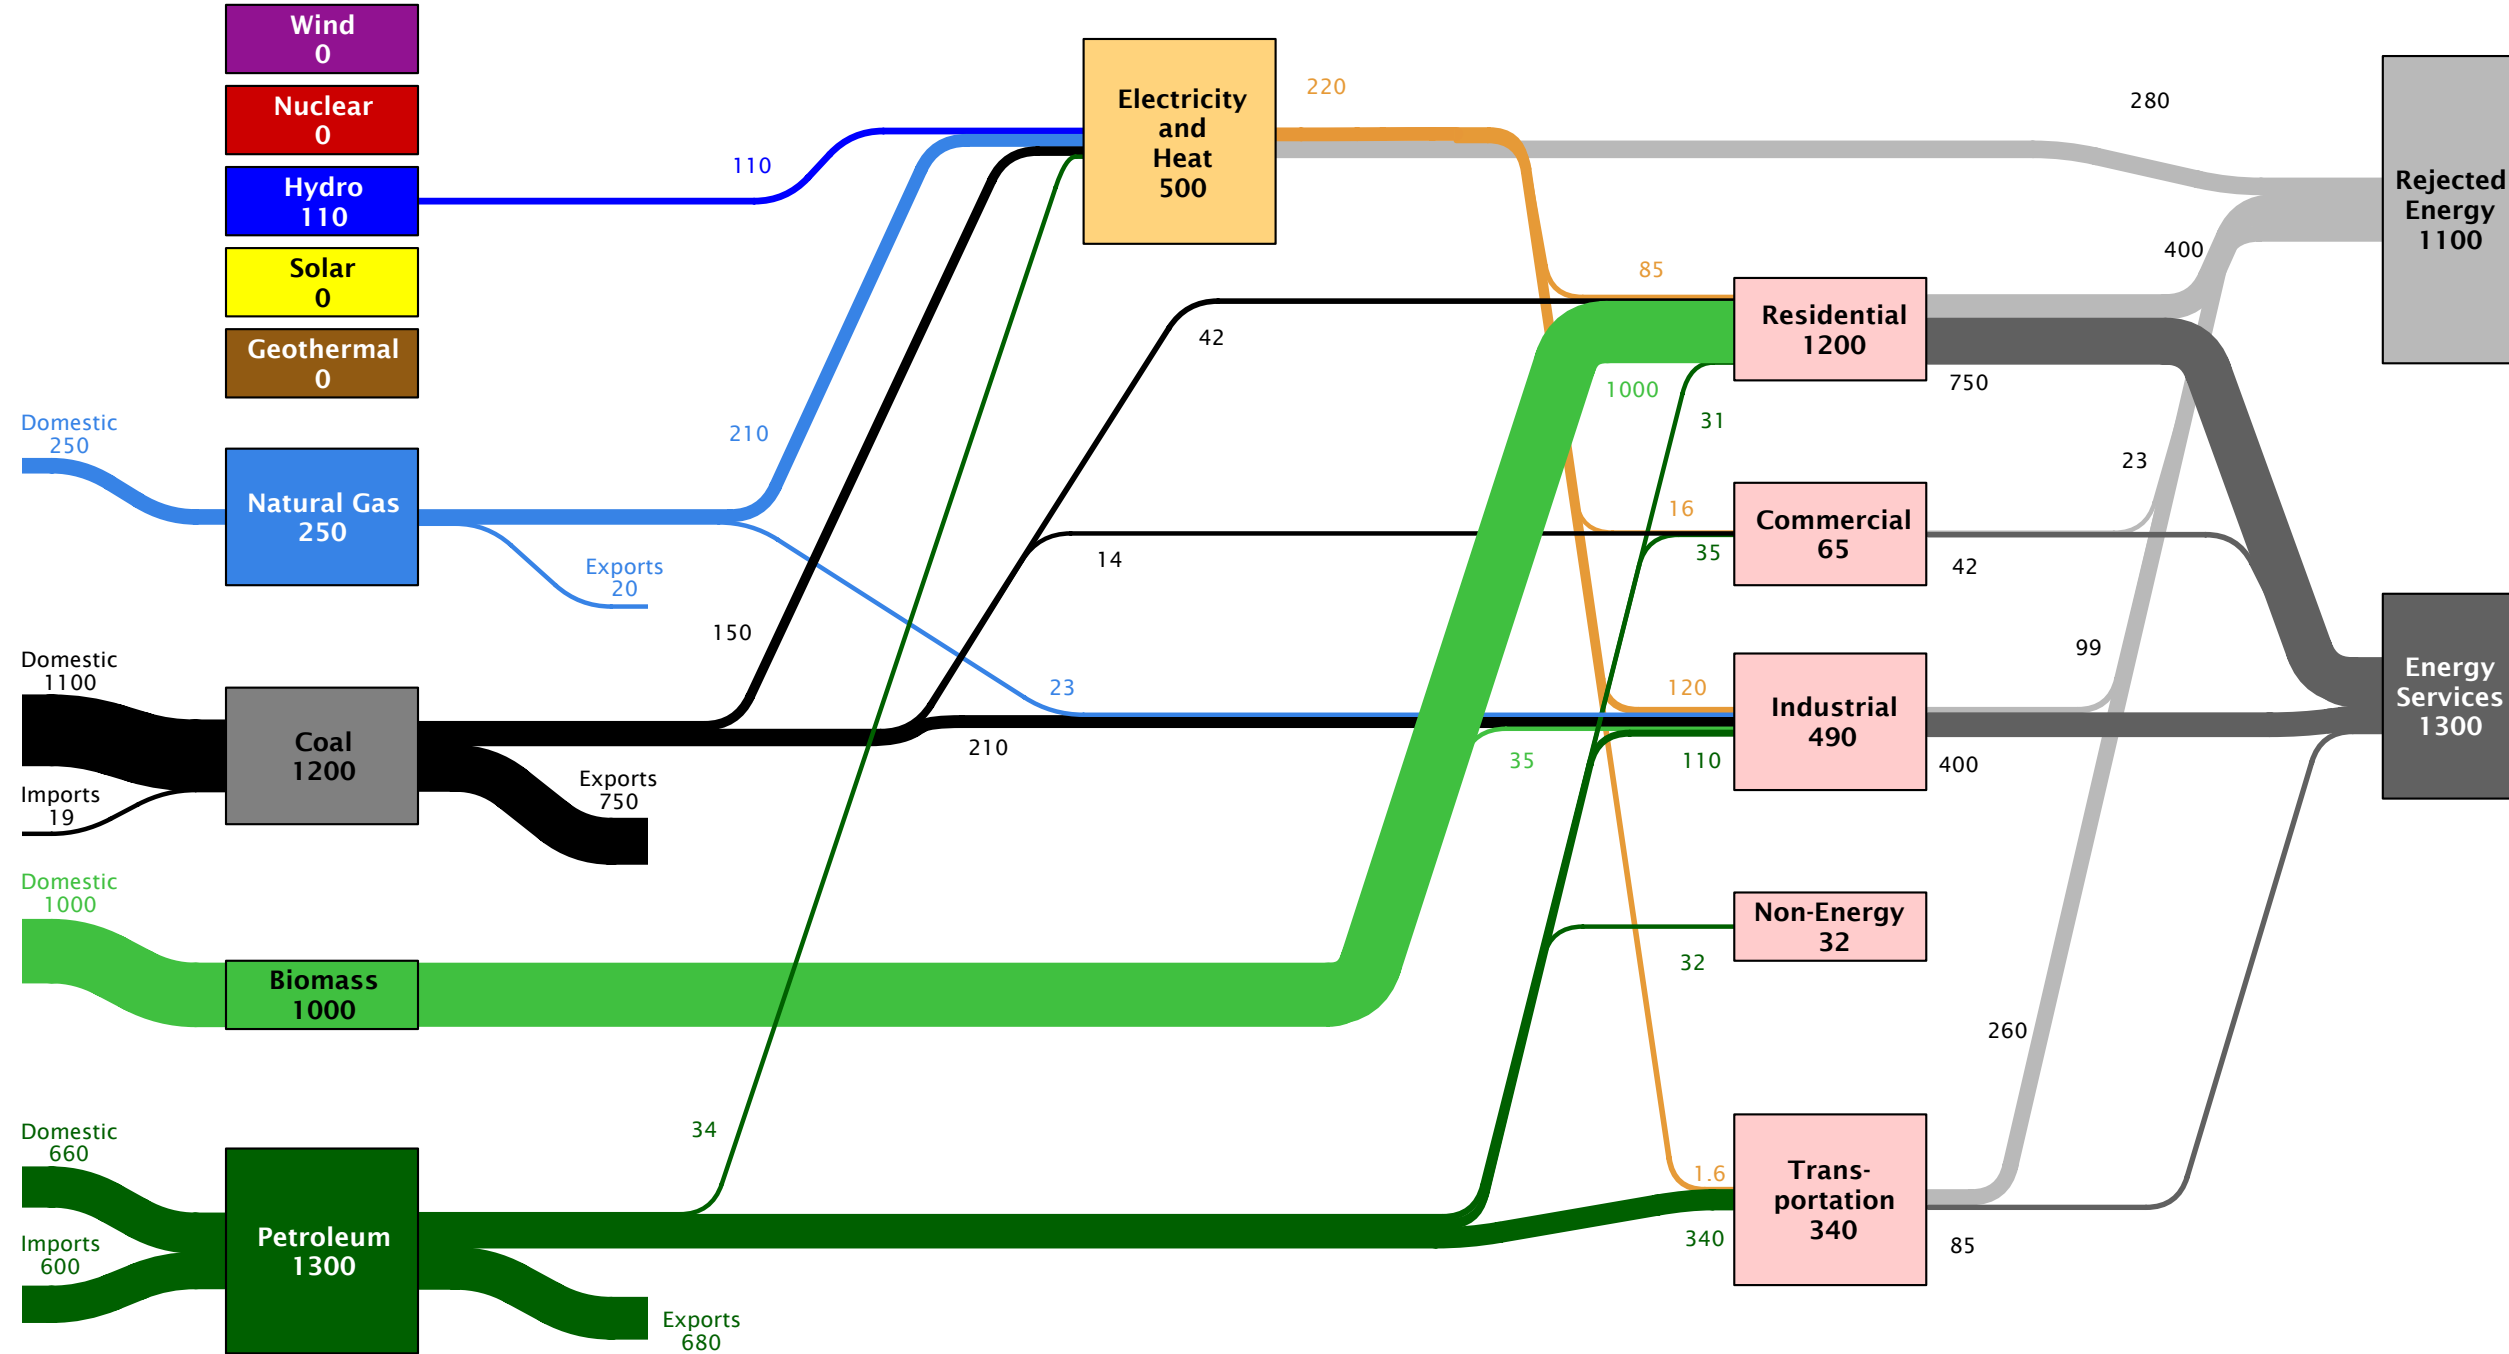 Wind
0
Nuclear
0
Hydro
110
Solar
0
Geothermal
0
Domestic
250
Natural Gas
250
Exports
20
Domestic
1100
Imports
19
Coal
1200
Exports
750
Domestic
1000
Biomass
1000
Domestic
660
Imports
600
Petroleum
1300
Exports
680
110
210
150
34
Electricity
and
Heat
500
220
42
14
23
210
35
85
1000
31
16
35
120
110
32
1.6
340
Residential
1200
Commercial
65
Industrial
490
Non-Energy
32
Trans-
portation
340
280
400
750
23
42
99
400
260
85
Rejected
Energy
1100
Energy
Services
1300